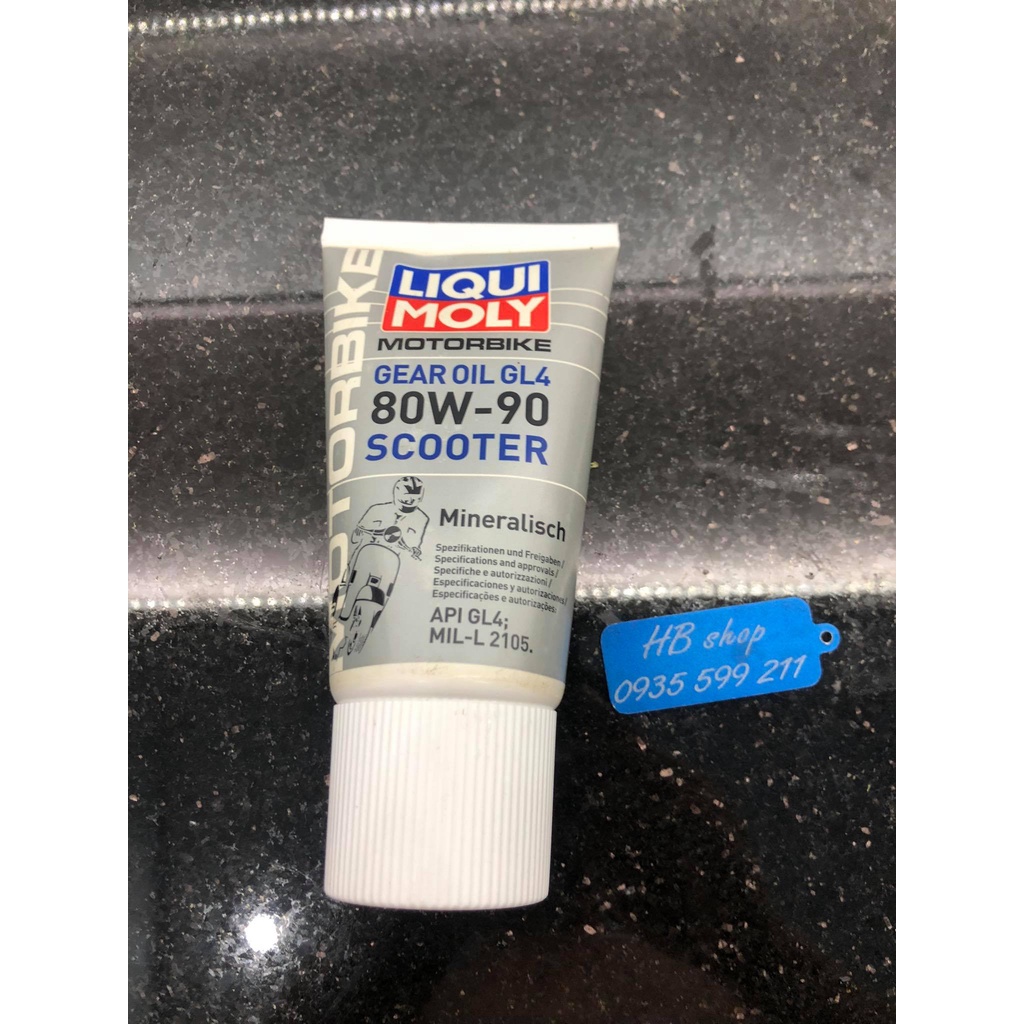 MOTORBIKE
LIQUI
MOLY
MOTORBIKE
GEAR OIL GL4
80W-90
SCOOTER
Mineralisch
Spezifikationen und Freigaben/
Specifications and approvals/
Specifiche e autorizzazioni/
Especificaciones y autorizaciones/
Especificações e autorizações:
API GL4;
MIL-L 2105.
HB shop
0935 599 211